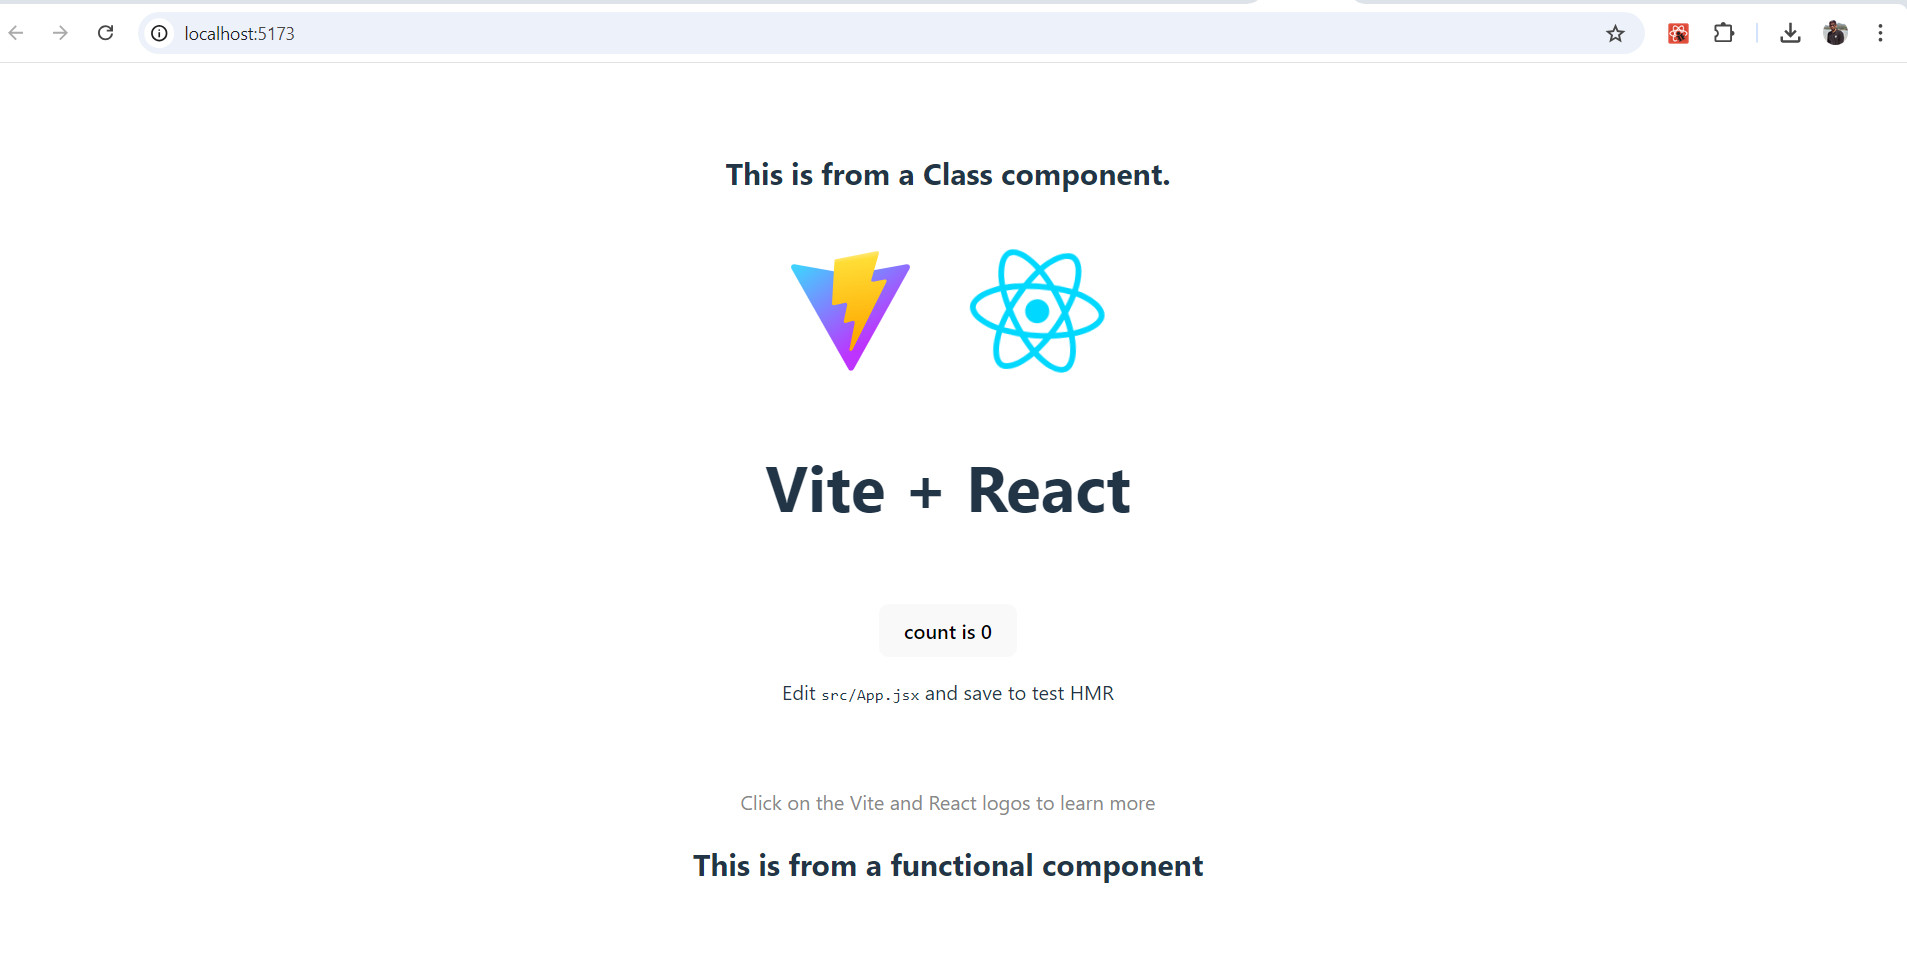 localhost:5173
This is from a Class component.
Vite + React
count is 0
Edit src/App.jsx and save to test HMR
Click on the Vite and React logos to learn more
This is from a functional component